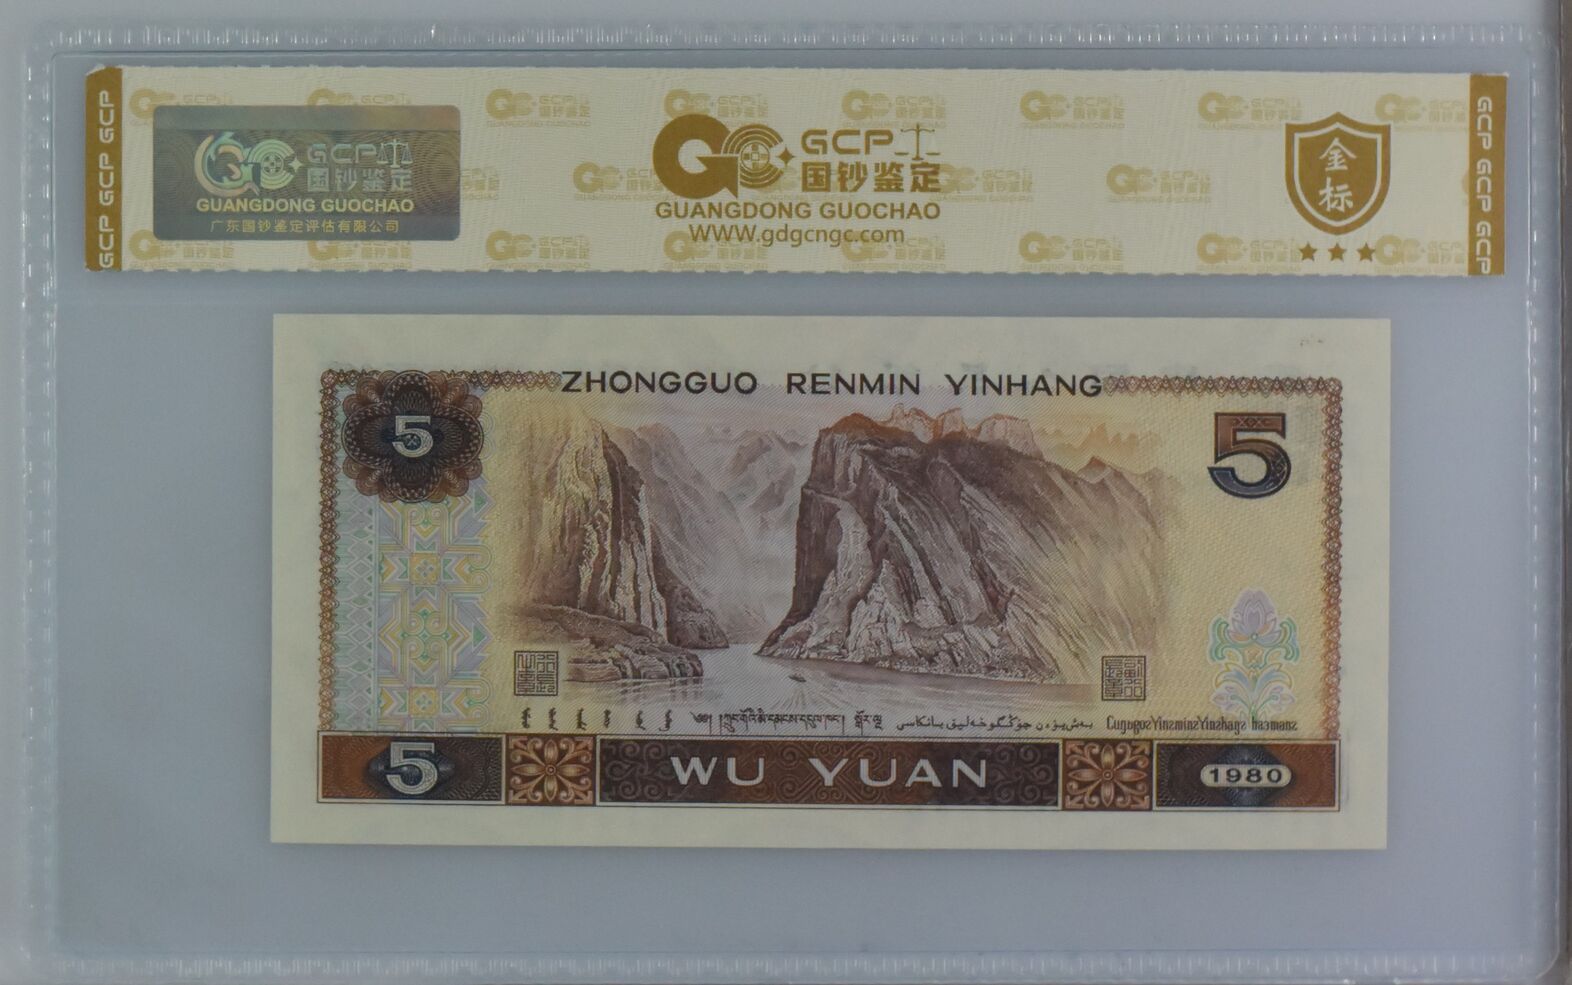 GCP GCP GCP GCP
GCP
国钞鉴定
GUANGDONG GUOCHAO
广东国钞鉴定评估有限公司
GCP
国钞鉴定
GUANGDONG GUOCHAO
WWW.gdgcngc.com
金
标
GCP GCP GCP GCP
ZHONGGUO RENMIN YINHANG
5
5
5
WU YUAN
1980